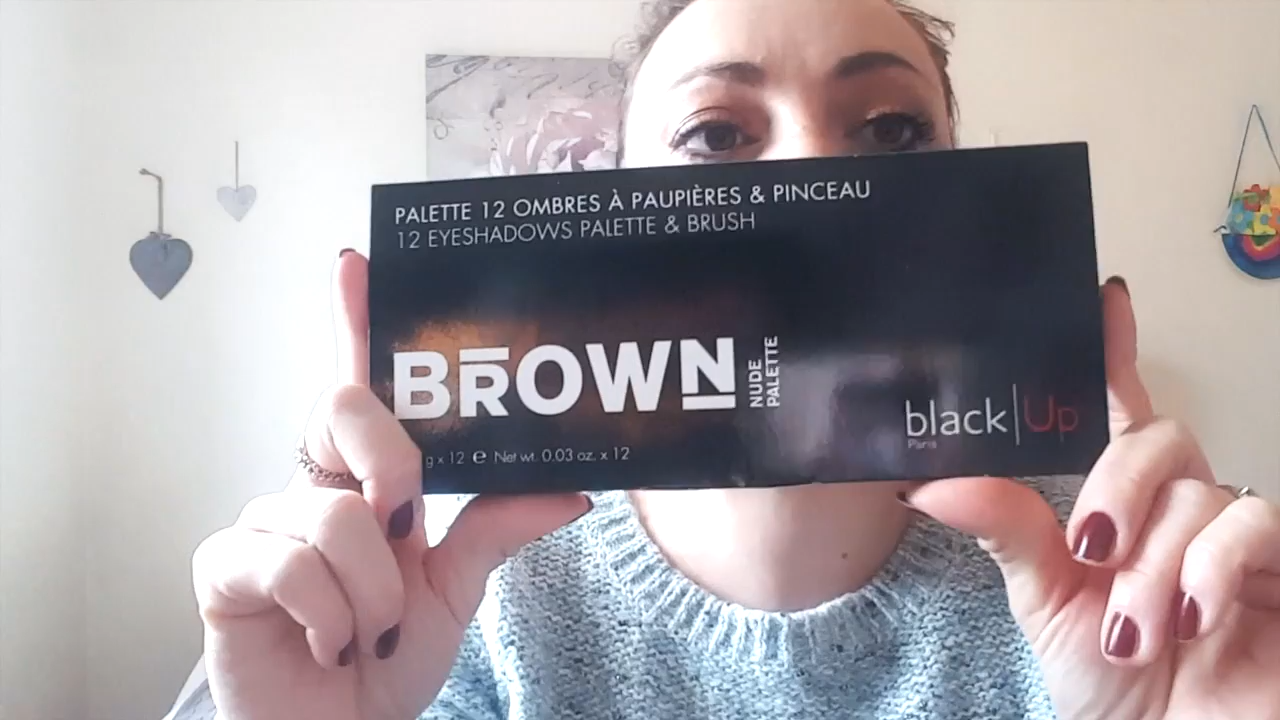 PALETTE 12 OMBRES À PAUPIÈRES & PINCEAU
12 EYESHADOWS PALETTE & BRUSH
BROWN
NUDE
PALETTE
black|Up
Paris
g x 12 e Net wt. 0.03 oz. x 12